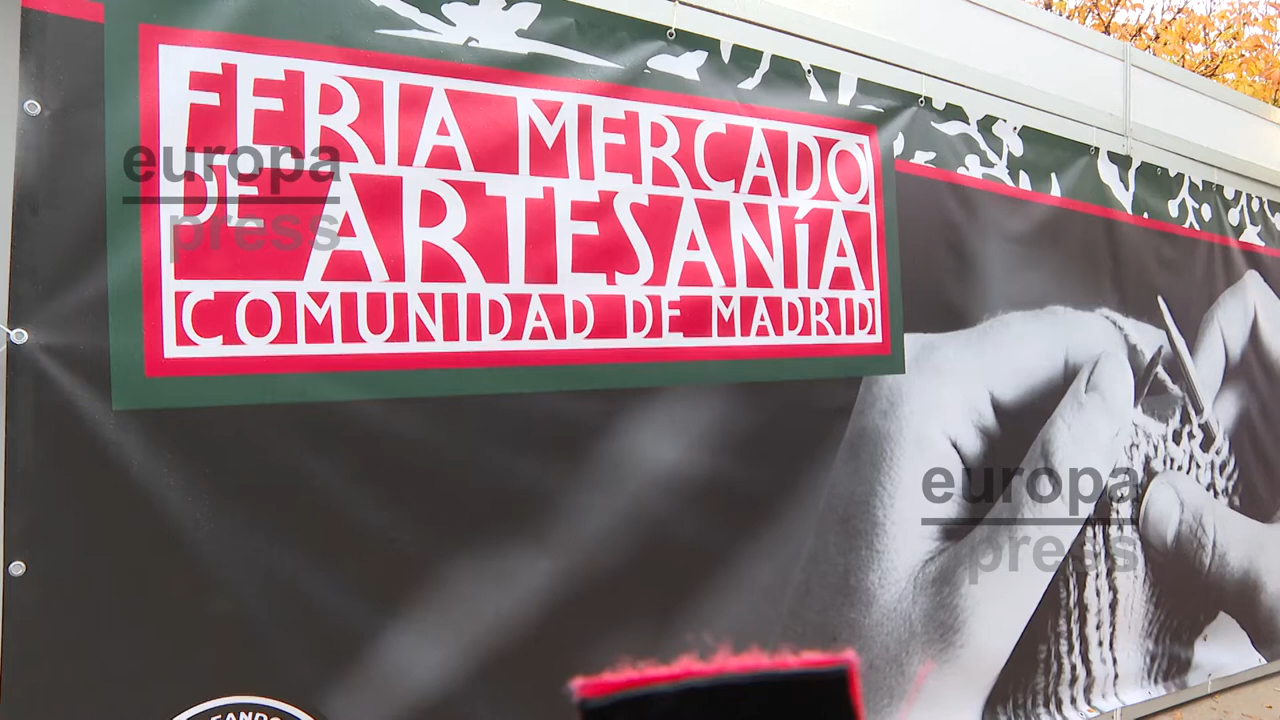 FERIA MERCADO
DE ARTESANÍA
COMUNIDAD DE MADRID
europa
press
europa
press